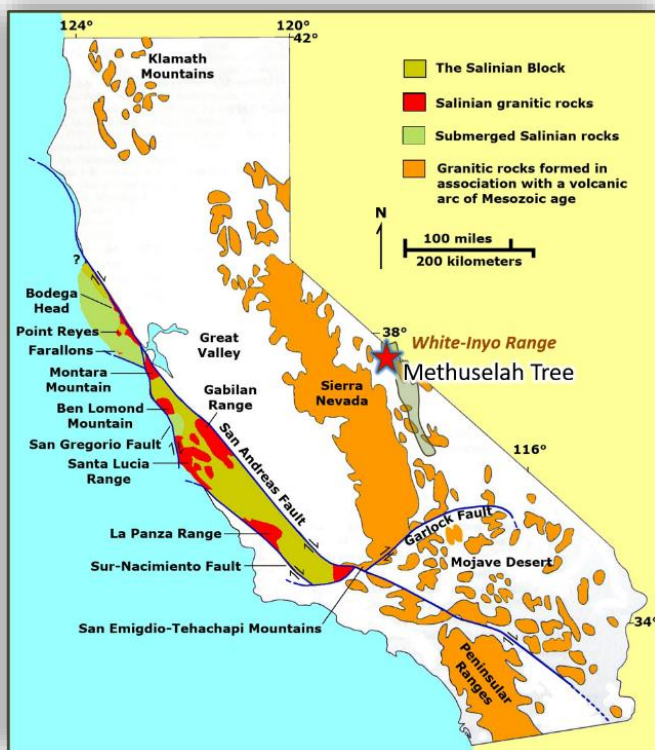 124°
120°
42°
Klamath
Mountains
The Salinian Block
Salinian granitic rocks
Submerged Salinian rocks
Granitic rocks formed in
association with a volcanic
arc of Mesozoic age
N
100 miles
200 kilometers
?
Bodega
Head
Point Reyes
Farallons
Montara
Mountain
Ben Lomond
Mountain
San Gregorio Fault
Santa Lucia
Range
Great
Valley
Gabilan
Range
San Andreas Fault
38°
White-Inyo Range
Methuselah Tree
Sierra
Nevada
116°
La Panza Range
Sur-Nacimiento Fault
Garlock Fault
Mojave Desert
San Emigdio-Tehachapi Mountains
34°
Peninsular
Ranges